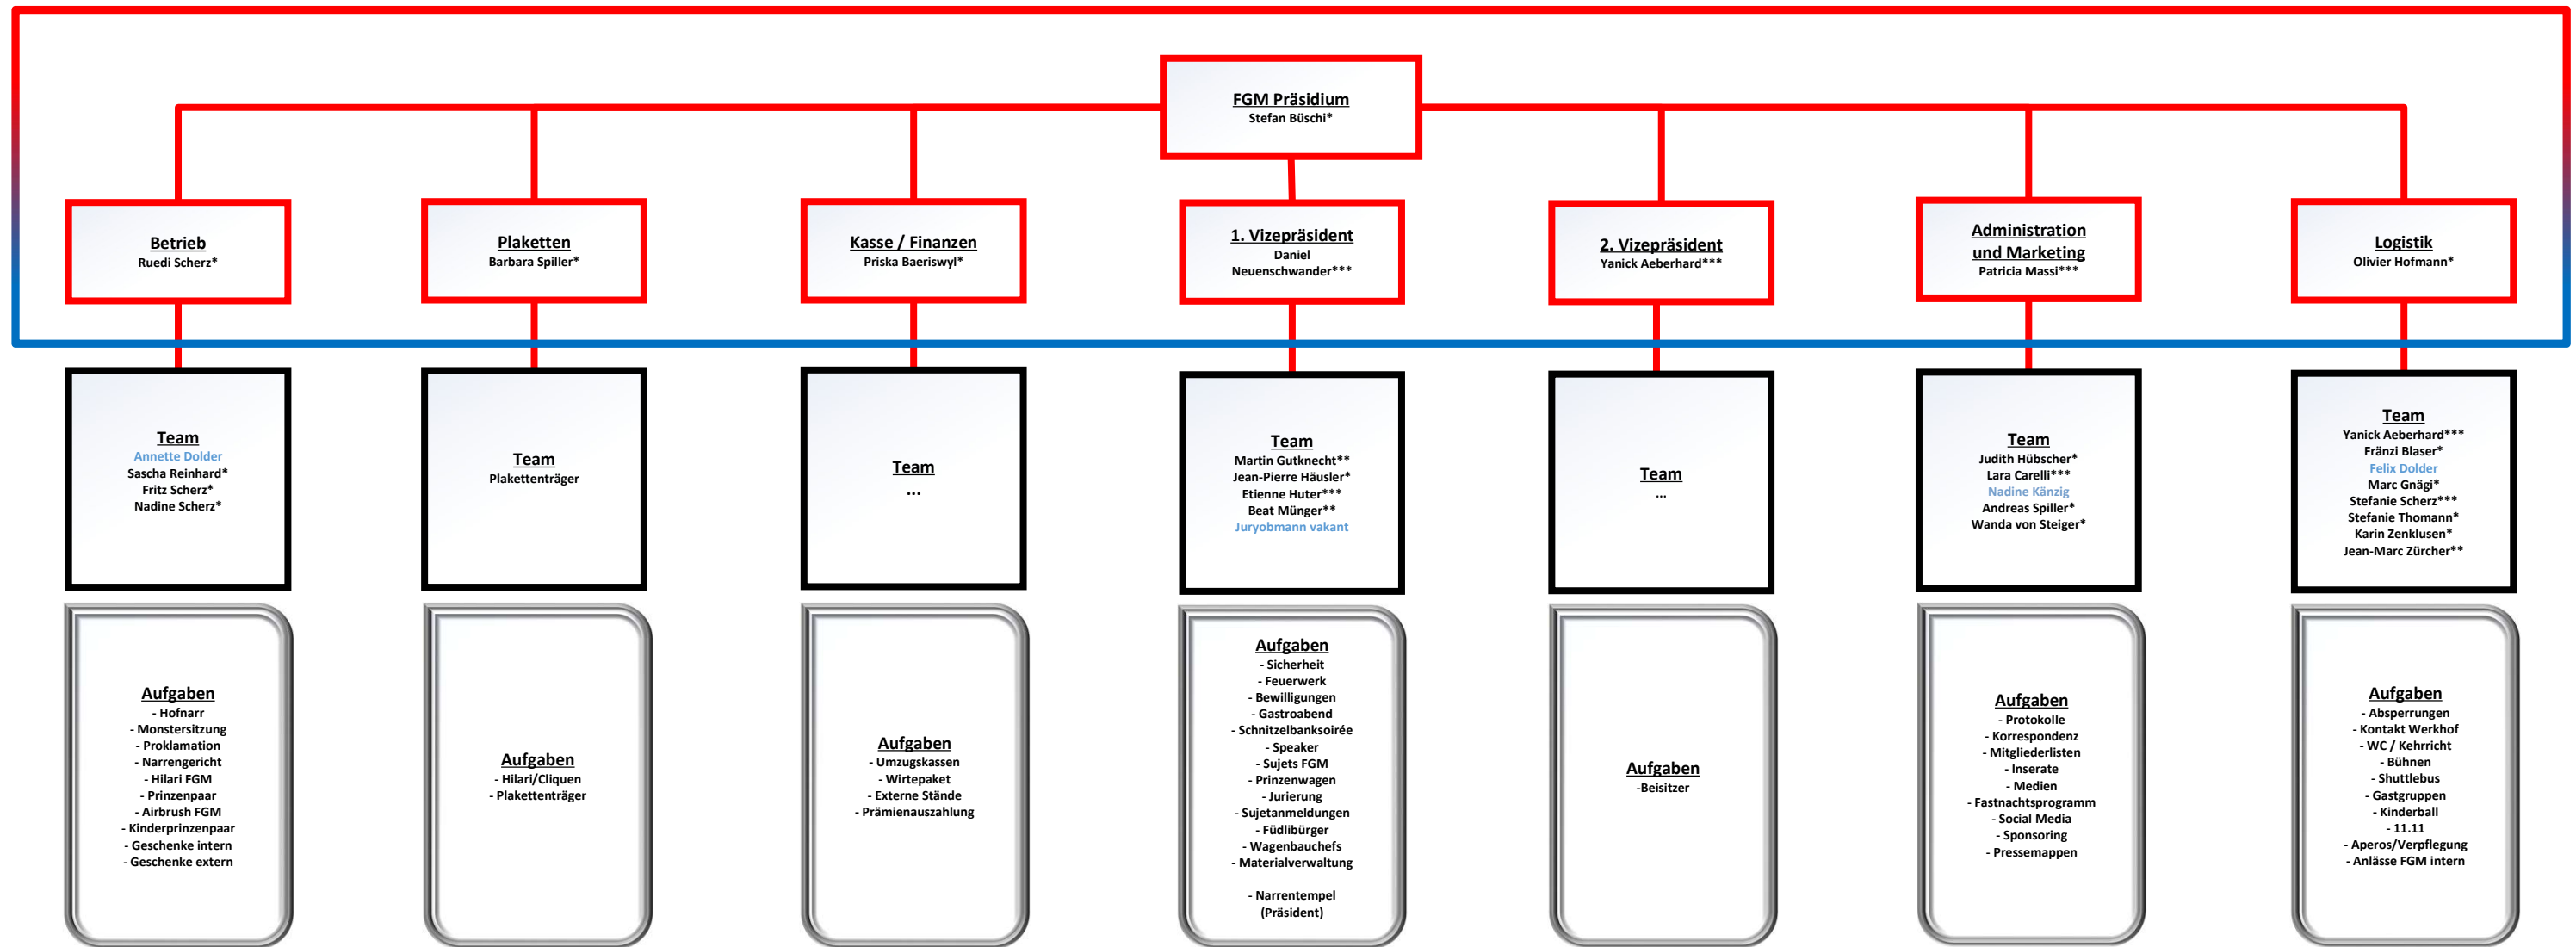 FGM Präsidium
Stefan Büschi*
Betrieb
Ruedi Scherz*
Plaketten
Barbara Spiller*
Kasse / Finanzen
Priska Baeriswyl*
1. Vizepräsident
Daniel
Neuenschwander***
2. Vizepräsident
Yanick Aeberhard***
Administration
und Marketing
Patricia Massi***
Logistik
Olivier Hofmann*
Team
Annette Dolder
Sascha Reinhard*
Fritz Scherz*
Nadine Scherz*
Team
Plakettenträger
Team
...
Team
Martin Gutknecht**
Jean-Pierre Häusler*
Etienne Huter***
Beat Münger**
Juryobmann vakant
Team
...
Team
Judith Hübscher*
Lara Carelli***
Nadine Känzig
Andreas Spiller*
Wanda von Steiger*
Team
Yanick Aeberhard***
Fränzi Blaser*
Felix Dolder
Marc Gnägi*
Stefanie Scherz***
Stefanie Thomann*
Karin Zenklusen*
Jean-Marc Zürcher**
Aufgaben
- Hofnarr
- Monstersitzung
- Proklamation
- Narrengericht
- Hilari FGM
- Prinzenpaar
- Airbrush FGM
- Kinderprinzenpaar
- Geschenke intern
- Geschenke extern
Aufgaben
- Hilari/Cliquen
- Plakettenträger
Aufgaben
- Umzugskassen
- Wirtepaket
- Externe Stände
- Prämienauszahlung
Aufgaben
- Sicherheit
- Feuerwerk
- Bewilligungen
- Gastroabend
- Schnitzelbanksoirée
- Speaker
- Sujets FGM
- Prinzenwagen
- Jurierung
- Sujetanmeldungen
- Füdlibürger
- Wagenbauchefs
- Materialverwaltung
- Narrentempel
(Präsident)
Aufgaben
-Beisitzer
Aufgaben
- Protokolle
- Korrespondenz
- Mitgliederlisten
- Inserate
- Medien
- Fastnachtsprogramm
- Social Media
- Sponsoring
- Pressemappen
Aufgaben
- Absperrungen
- Kontakt Werkhof
- WC / Kehrricht
- Bühnen
- Shuttlebus
- Gastgruppen
- Kinderball
- 11.11
- Aperos/Verpflegung
- Anlässe FGM intern